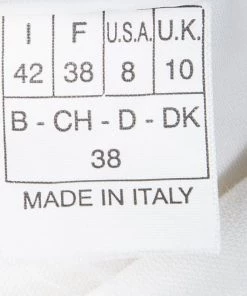 I F U.S.A. U.K.
42 38 8 10
B - CH - D - DK
38
MADE IN ITALY